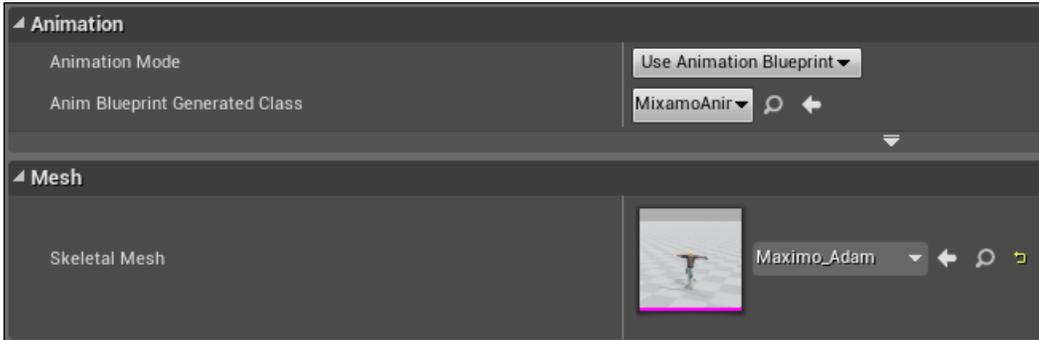 Animation
Animation Mode Use Animation Blueprint
Anim Blueprint Generated Class MixamoAnir
Mesh
Skeletal Mesh Maximo_Adam